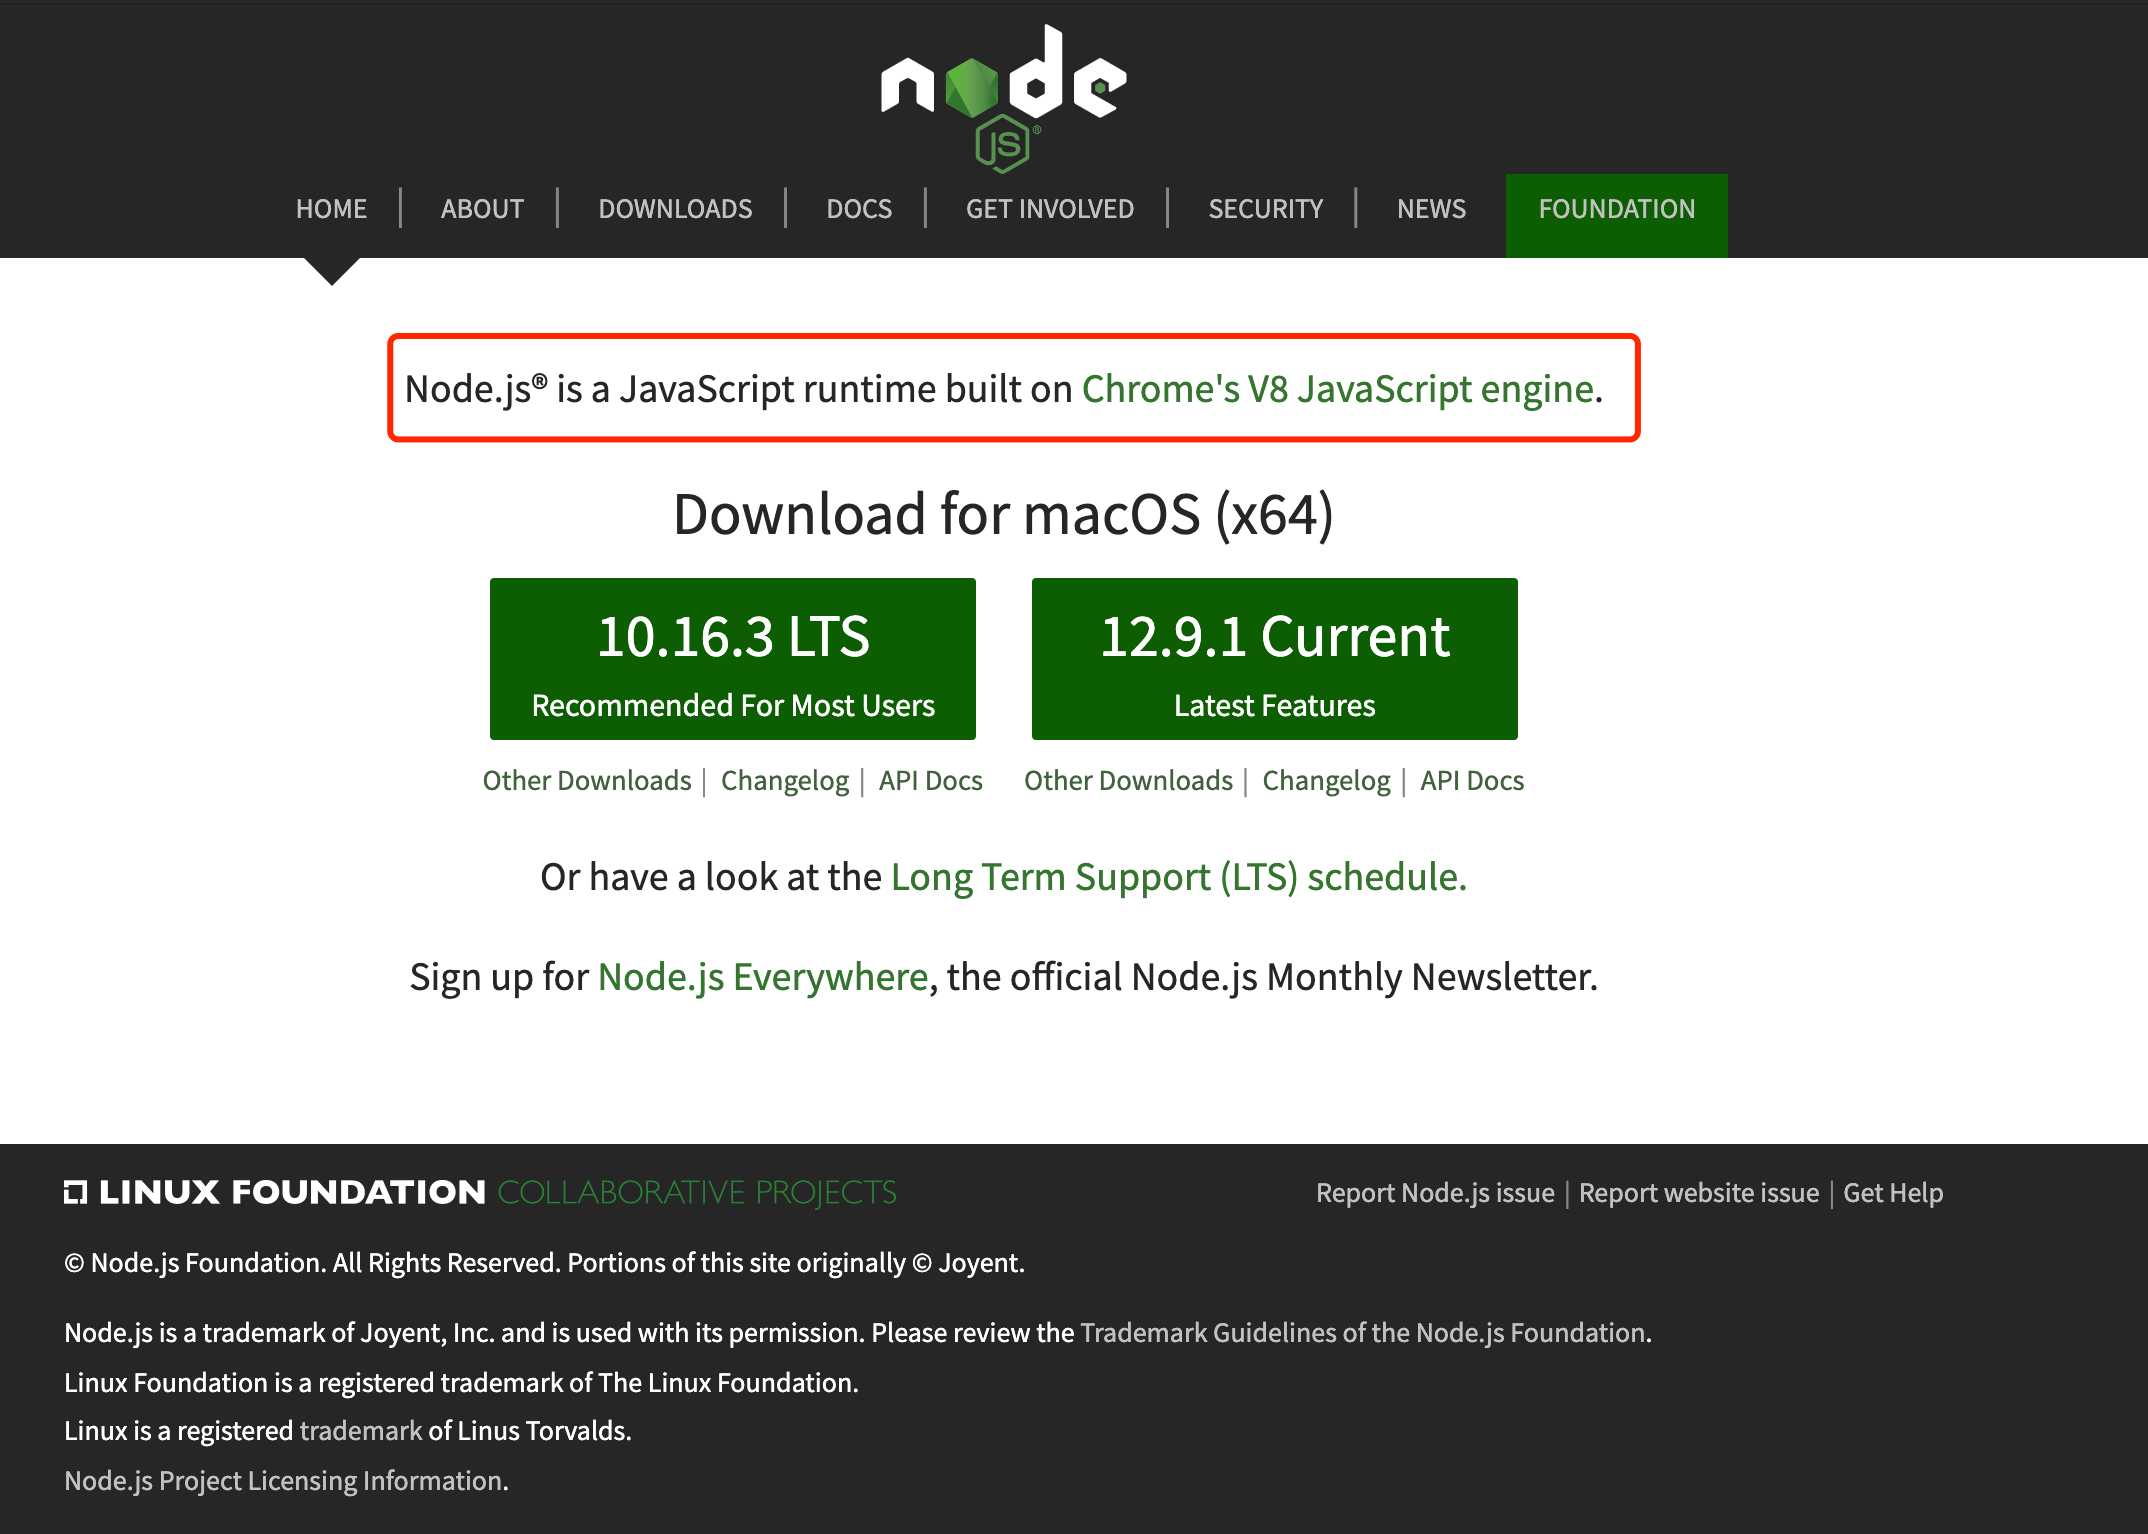 node
JS®
HOME | ABOUT | DOWNLOADS | DOCS | GET INVOLVED | SECURITY | NEWS FOUNDATION
Node.js® is a JavaScript runtime built on Chrome's V8 JavaScript engine.
Download for macOS (x64)
10.16.3 LTS
Recommended For Most Users
12.9.1 Current
Latest Features
Other Downloads | Changelog | API Docs
Other Downloads | Changelog | API Docs
Or have a look at the Long Term Support (LTS) schedule.
Sign up for Node.js Everywhere, the official Node.js Monthly Newsletter.
LINUX FOUNDATION COLLABORATIVE PROJECTS
Report Node.js issue | Report website issue | Get Help
© Node.js Foundation. All Rights Reserved. Portions of this site originally © Joyent.
Node.js is a trademark of Joyent, Inc. and is used with its permission. Please review the Trademark Guidelines of the Node.js Foundation.
Linux Foundation is a registered trademark of The Linux Foundation.
Linux is a registered trademark of Linus Torvalds.
Node.js Project Licensing Information.